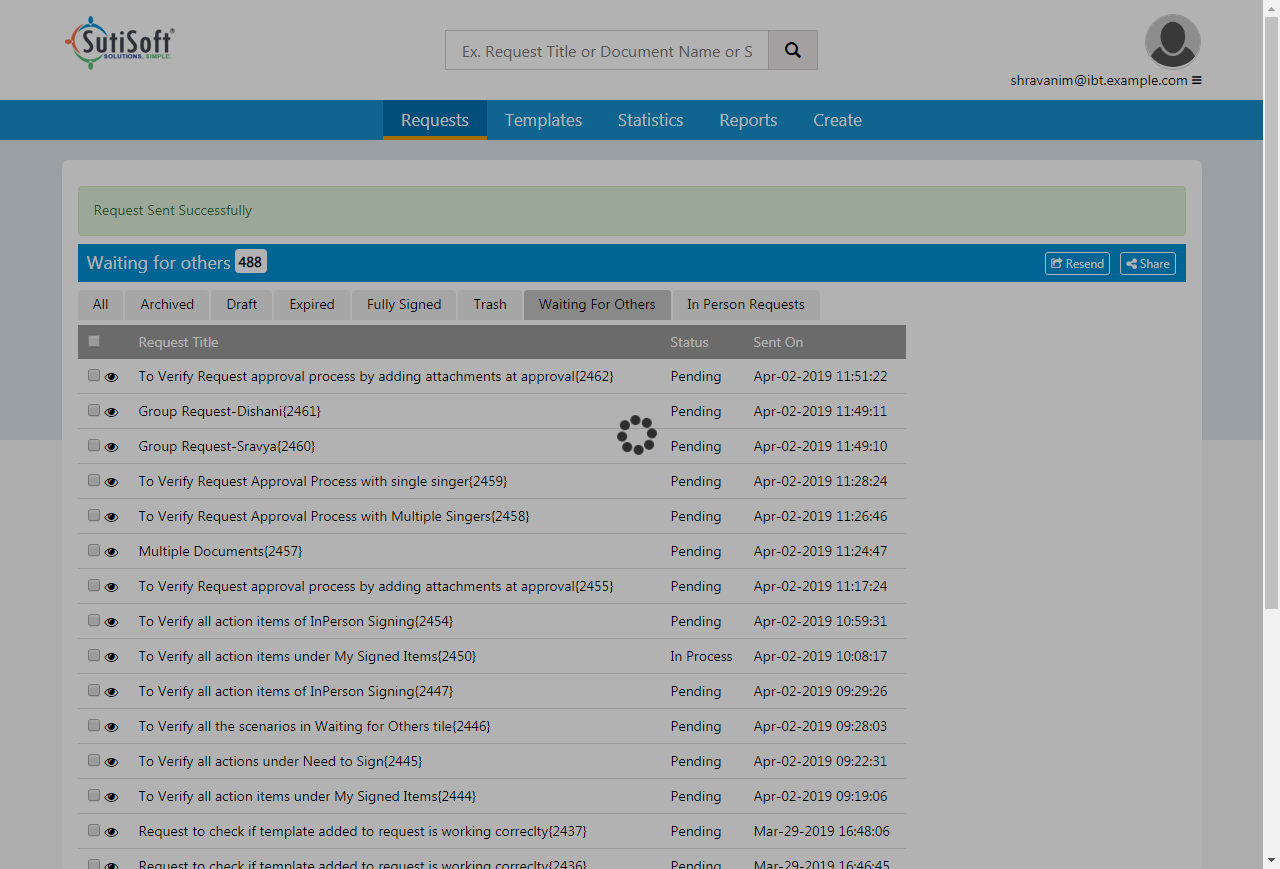 SutiSoft
SOLUTIONS. SIMPLE.
Ex. Request Title or Document Name or S
shravanim@ibt.example.com
Requests Templates Statistics Reports Create
Request Sent Successfully
Waiting for others 488 Resend Share
All Archived Draft Expired Fully Signed Trash Waiting For Others In Person Requests
Request Title Status Sent On
To Verify Request approval process by adding attachments at approval{2462} Pending Apr-02-2019 11:51:22
Group Request-Dishani{2461} Pending Apr-02-2019 11:49:11
Group Request-Sravya{2460} Pending Apr-02-2019 11:49:10
To Verify Request Approval Process with single singer{2459} Pending Apr-02-2019 11:28:24
To Verify Request Approval Process with Multiple Singers{2458} Pending Apr-02-2019 11:26:46
Multiple Documents{2457} Pending Apr-02-2019 11:24:47
To Verify Request approval process by adding attachments at approval{2455} Pending Apr-02-2019 11:17:24
To Verify all action items of InPerson Signing{2454} Pending Apr-02-2019 10:59:31
To Verify all action items under My Signed Items{2450} In Process Apr-02-2019 10:08:17
To Verify all action items of InPerson Signing{2447} Pending Apr-02-2019 09:29:26
To Verify all the scenarios in Waiting for Others tile{2446} Pending Apr-02-2019 09:28:03
To Verify all actions under Need to Sign{2445} Pending Apr-02-2019 09:22:31
To Verify all action items under My Signed Items{2444} Pending Apr-02-2019 09:19:06
Request to check if template added to request is working correclty{2437} Pending Mar-29-2019 16:48:06
Request to check if template added to request is working correclty{2436} Pending Mar-29-2019 16:46:45